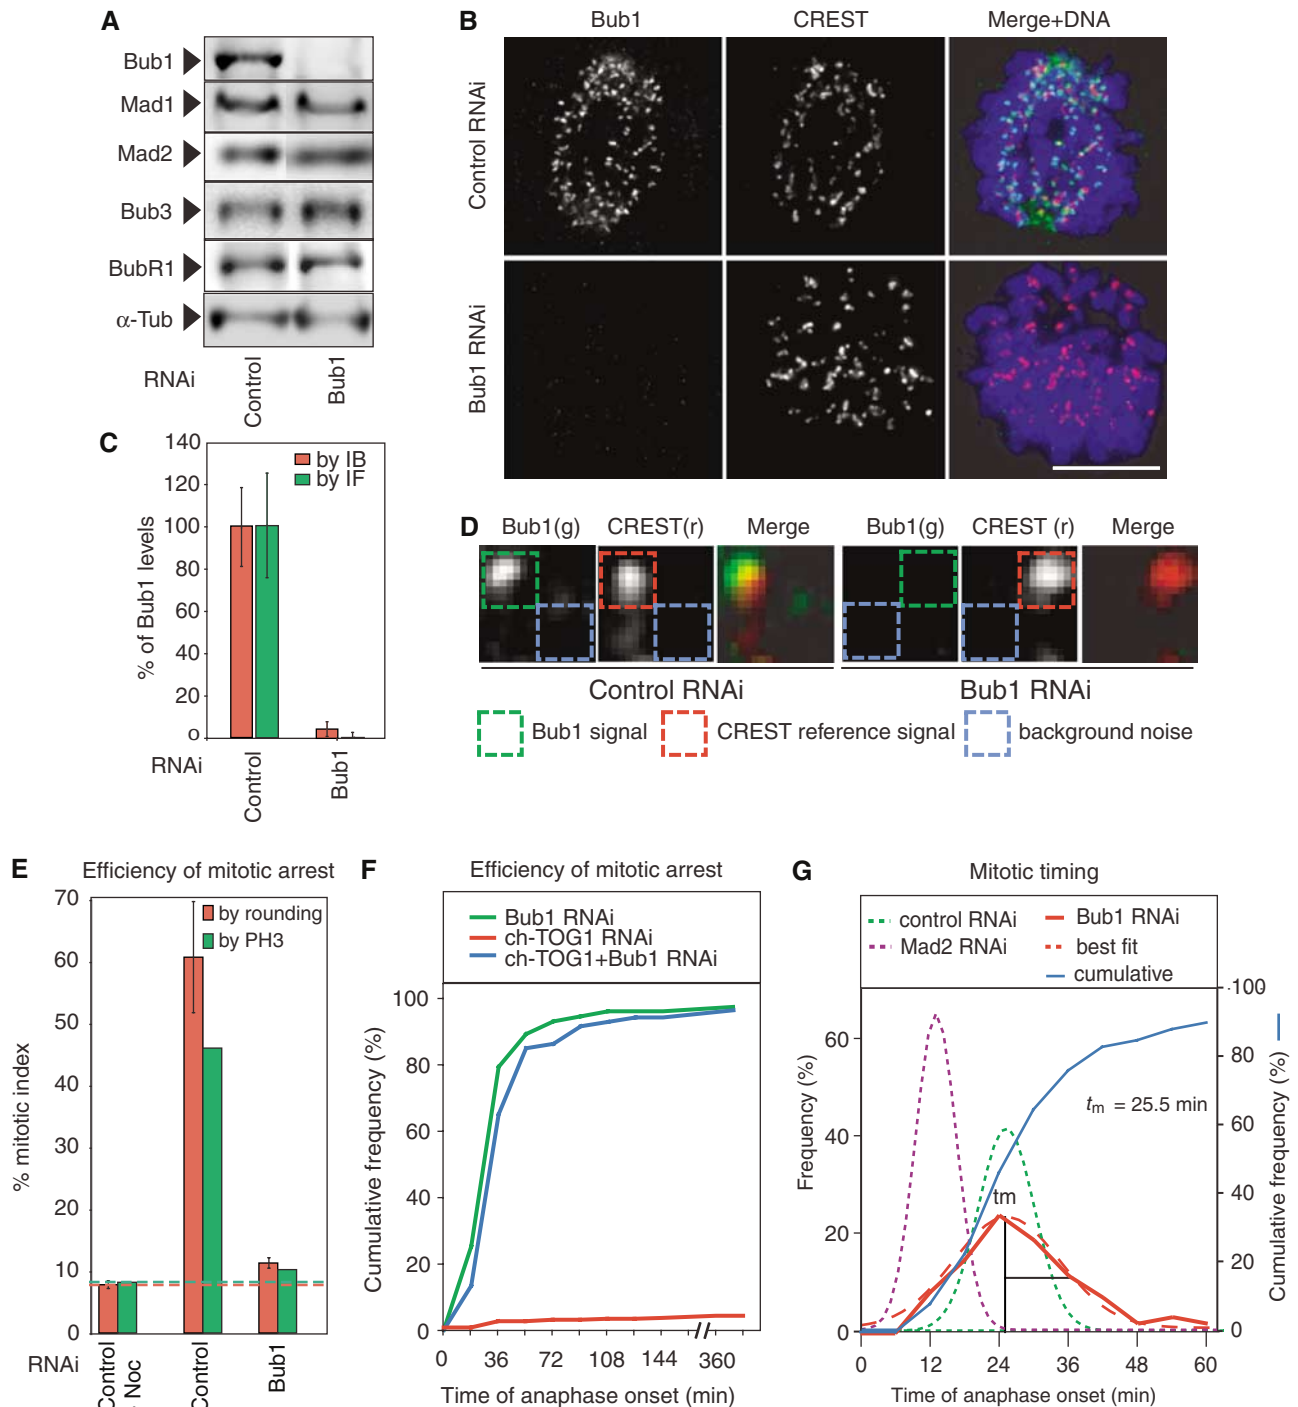 A
Bub1
Mad1
Mad2
Bub3
BubR1
α-Tub
RNAi
Control
Bub1
B
Bub1
CREST
Merge+DNA
Control RNAi
Bub1 RNAi
C
% of Bub1 levels
140
120
100
80
60
40
20
0
by IB
by IF
RNAi
Control
Bub1
D
Bub1(g)
CREST(r)
Merge
Bub1(g)
CREST (r)
Merge
Control RNAi
Bub1 RNAi
Bub1 signal
CREST reference signal
background noise
E
Efficiency of mitotic arrest
% mitotic index
70
60
50
40
30
20
10
0
by rounding
by PH3
RNAi
Control
Noc
Control
Bub1
F
Efficiency of mitotic arrest
Bub1 RNAi
ch-TOG1 RNAi
ch-TOG1+Bub1 RNAi
Cumulative frequency (%)
100
80
60
40
20
0
0 36 72 108 144 360
Time of anaphase onset (min)
G
Mitotic timing
control RNAi
Mad2 RNAi
Bub1 RNAi
best fit
cumulative
Frequency (%)
60
40
20
0
tm = 25.5 min
tm
100
80
60
40
20
0
Cumulative frequency (%)
0 12 24 36 48 60
Time of anaphase onset (min)